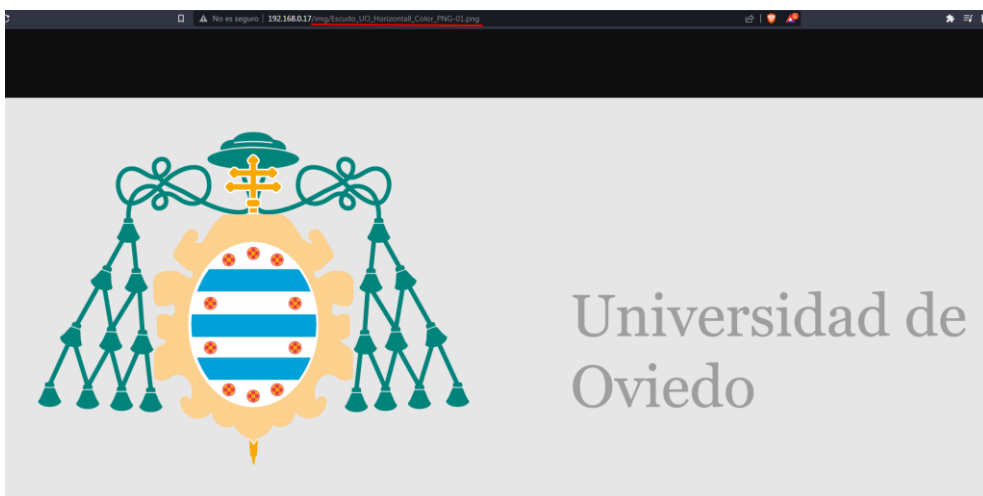 No es seguro | 192.168.0.17/img/Escudo_UO_Horizontall_Color_PNG-01.png
Universidad de
Oviedo